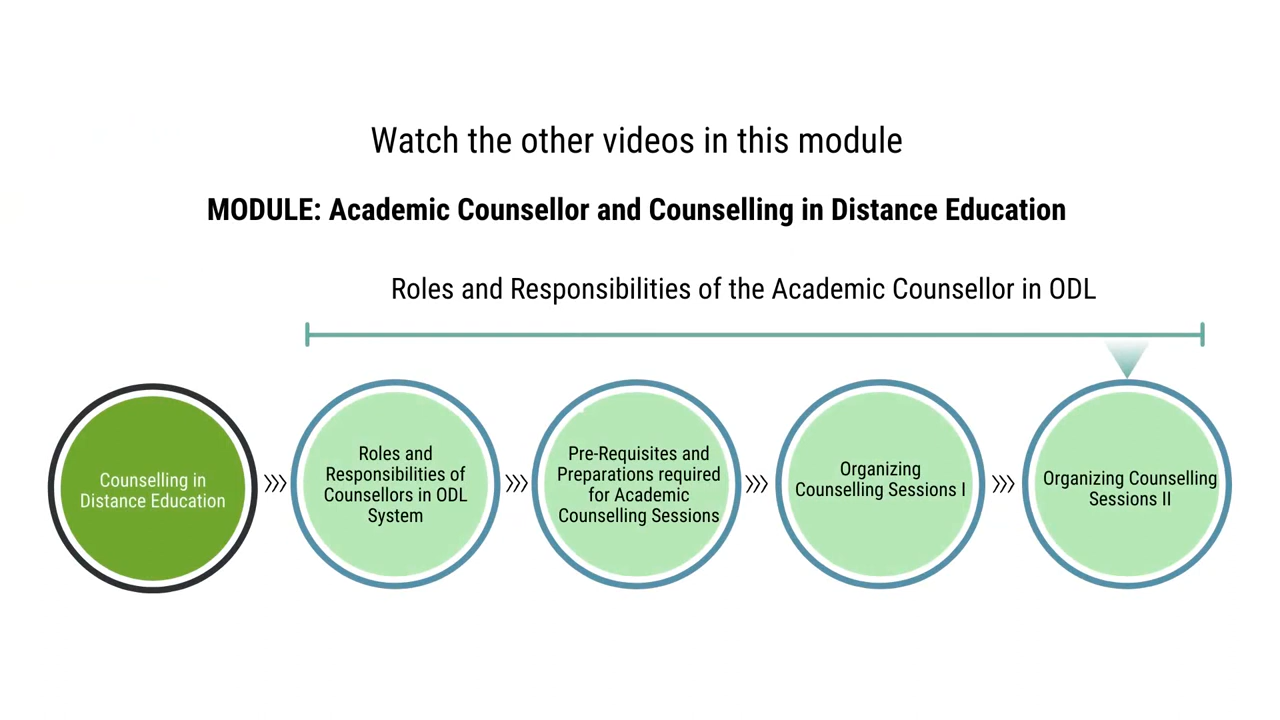 Watch the other videos in this module
MODULE: Academic Counsellor and Counselling in Distance Education
Roles and Responsibilities of the Academic Counsellor in ODL
Counselling in
Distance Education
Roles and
Responsibilities of
Counsellors in ODL
System
Pre-Requisites and
Preparations required
for Academic
Counselling Sessions
Organizing
Counselling Sessions I
Organizing Counselling
Sessions II